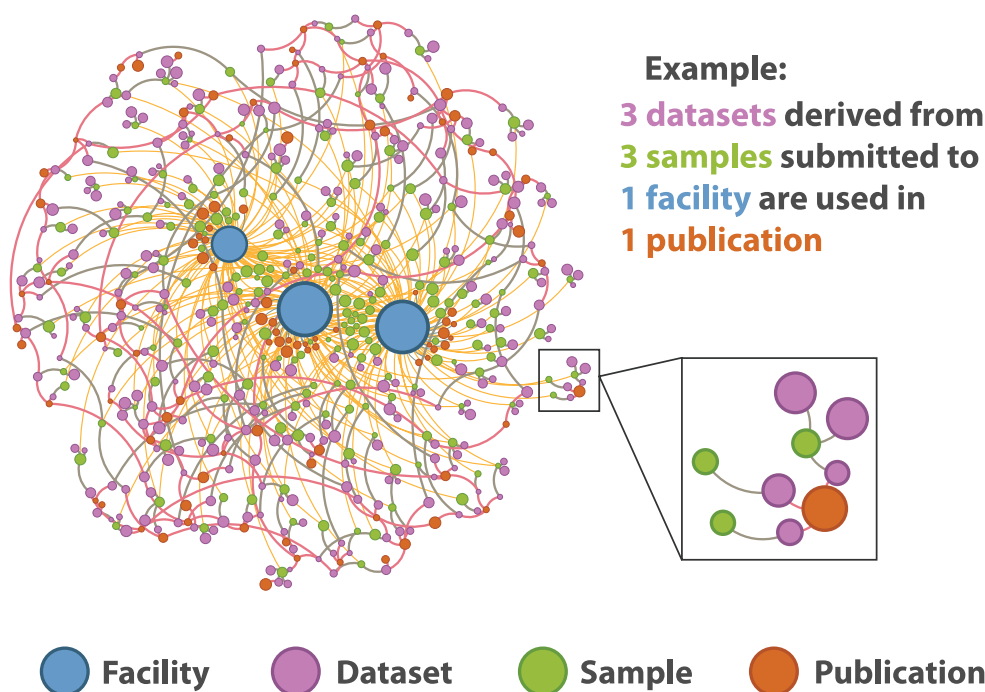 Example:
3 datasets derived from
3 samples submitted to
1 facility are used in
1 publication
Facility
Dataset
Sample
Publication